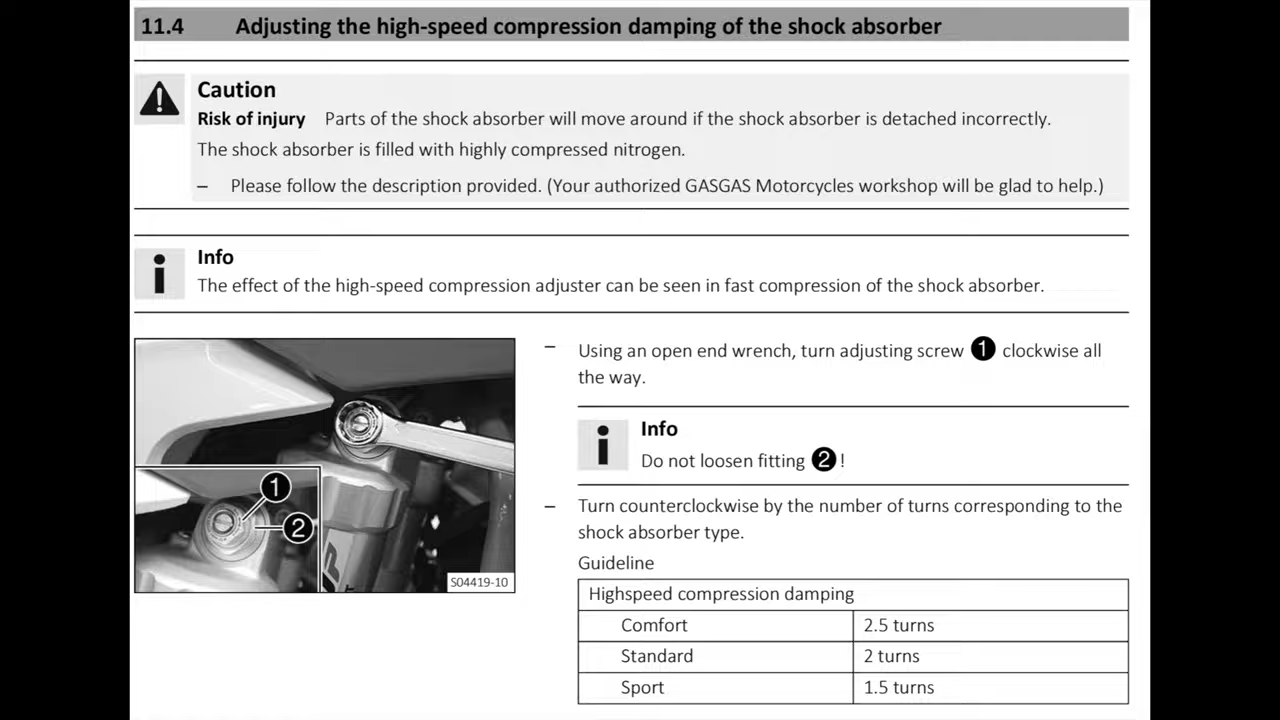 11.4 Adjusting the high-speed compression damping of the shock absorber
Caution
Risk of injury Parts of the shock absorber will move around if the shock absorber is detached incorrectly.
The shock absorber is filled with highly compressed nitrogen.
– Please follow the description provided. (Your authorized GASGAS Motorcycles workshop will be glad to help.)
Info
The effect of the high-speed compression adjuster can be seen in fast compression of the shock absorber.
1
2
S04419-10
– Using an open end wrench, turn adjusting screw 1 clockwise all
the way.
Info
Do not loosen fitting 2 !
– Turn counterclockwise by the number of turns corresponding to the
shock absorber type.
Guideline
Highspeed compression damping
Comfort 2.5 turns
Standard 2 turns
Sport 1.5 turns